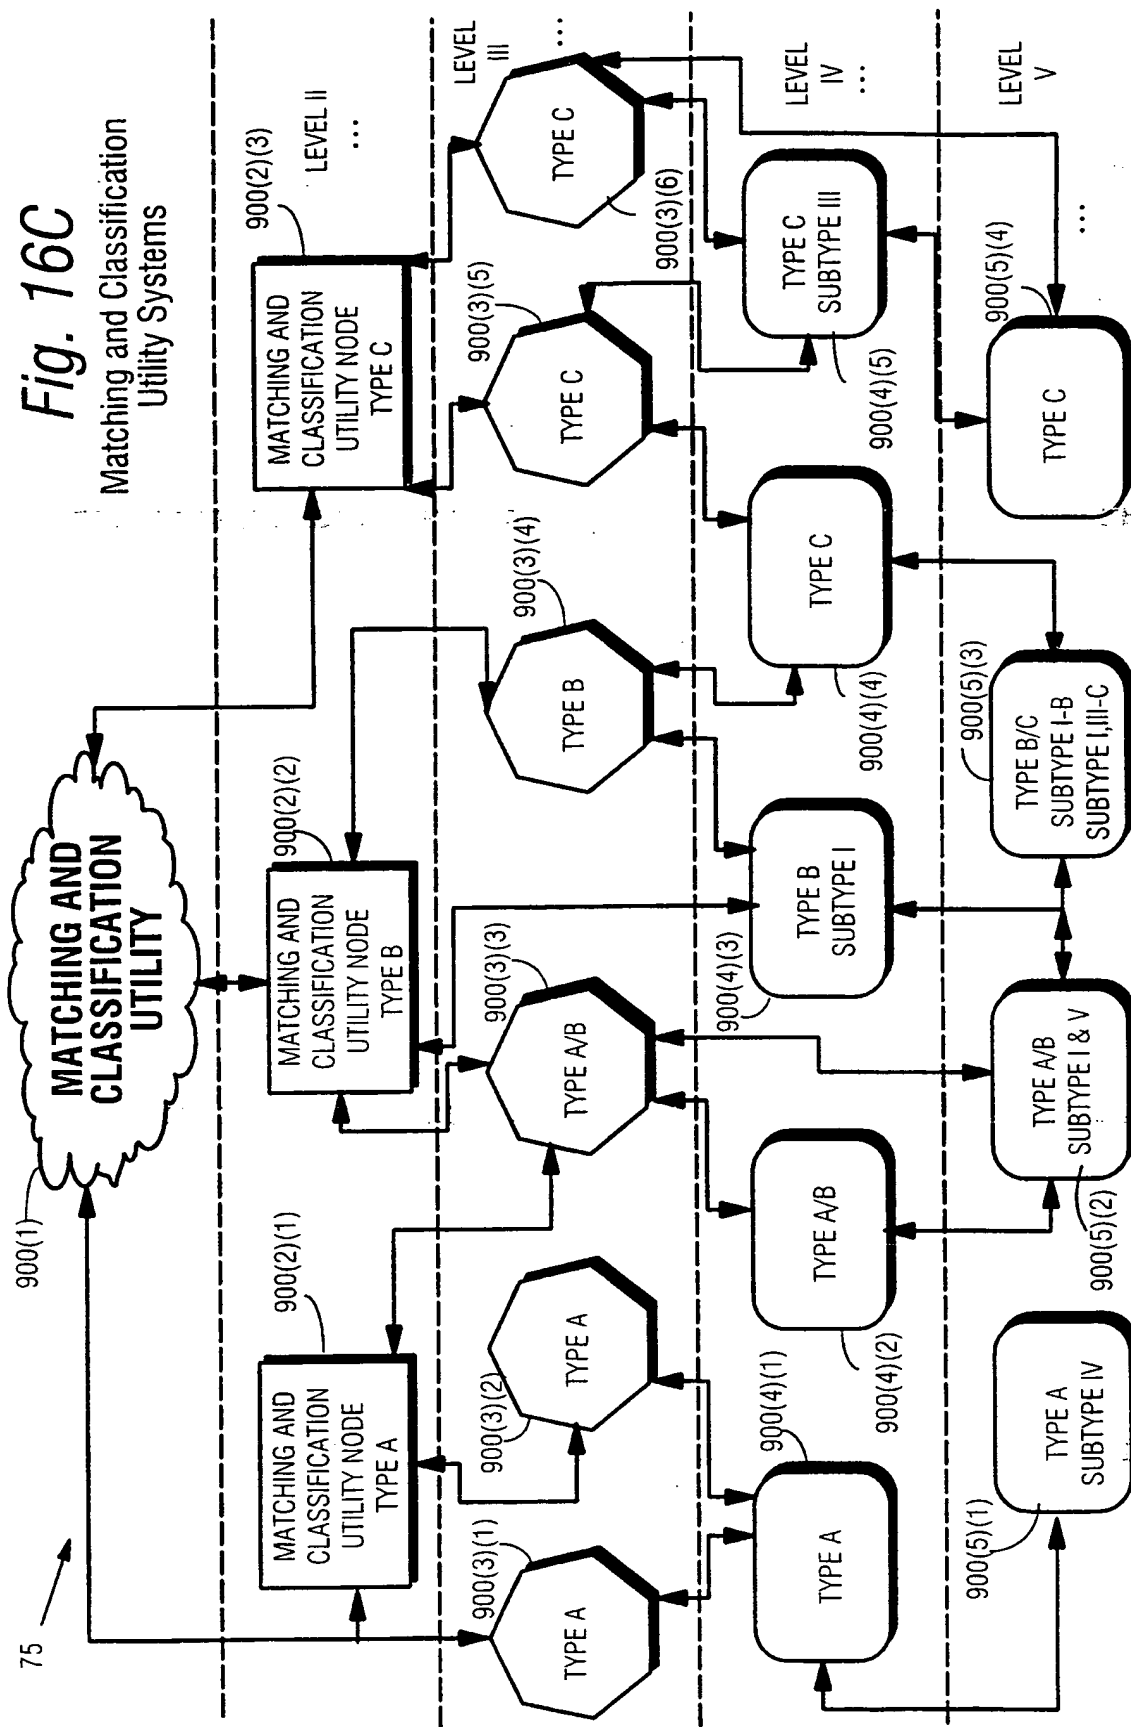 Fig. 16C
Matching and Classification
Utility Systems
75
900(1)
MATCHING AND
CLASSIFICATION
UTILITY
900(2)(1)
MATCHING AND
CLASSIFICATION
UTILITY NODE
TYPE A
900(2)(2)
MATCHING AND
CLASSIFICATION
UTILITY NODE
TYPE B
900(2)(3)
MATCHING AND
CLASSIFICATION
UTILITY NODE
TYPE C
LEVEL II
...
900(3)(1)
TYPE A
900(3)(2)
TYPE A
900(3)(3)
TYPE A/B
900(3)(4)
TYPE B
900(3)(5)
TYPE C
900(3)(6)
TYPE C
LEVEL
III
...
900(4)(1)
TYPE A
900(4)(2)
TYPE A/B
900(4)(3)
TYPE B
SUBTYPE I
900(4)(4)
TYPE C
900(4)(5)
TYPE C
SUBTYPE III
LEVEL
IV
...
900(5)(1)
TYPE A
SUBTYPE IV
900(5)(2)
TYPE A/B
SUBTYPE I & V
900(5)(3)
TYPE B/C
SUBTYPE I-B
SUBTYPE I,III-C
900(5)(4)
TYPE C
LEVEL
V
...